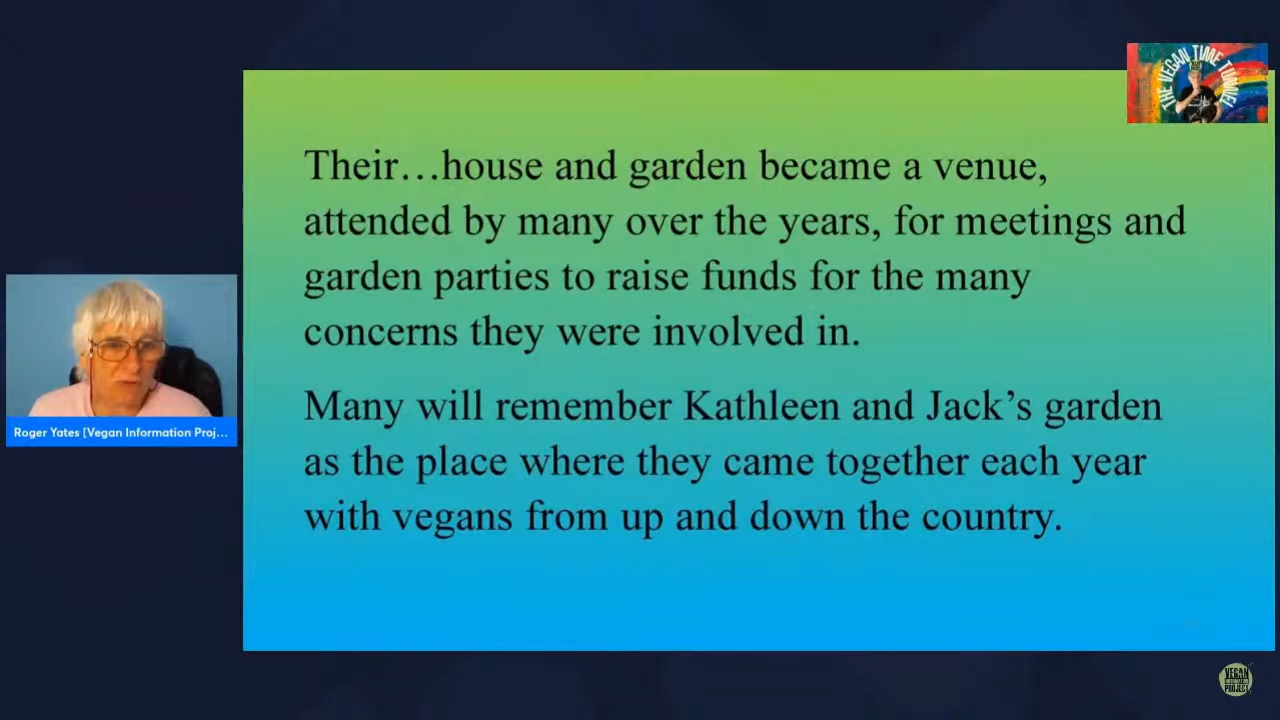 THE VEGAN TIME TUNNEL
Their…house and garden became a venue,
attended by many over the years, for meetings and
garden parties to raise funds for the many
concerns they were involved in.
Many will remember Kathleen and Jack’s garden
as the place where they came together each year
with vegans from up and down the country.
Roger Yates [Vegan Information Proj...
VEGAN
INFORMATION
PROJECT